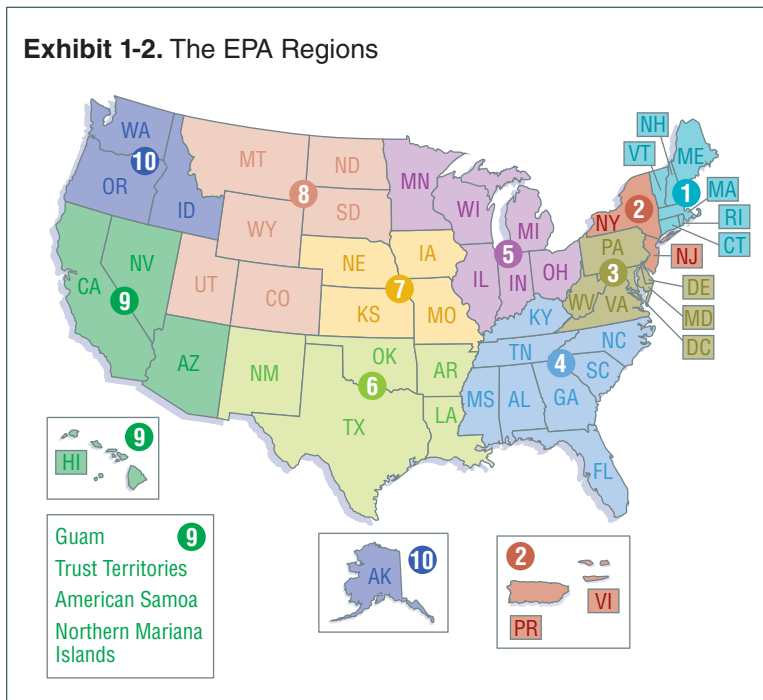 Exhibit 1-2. The EPA Regions
NH
WA
VT
ME
10
MT
ND
OR
MN
1
MA
ID
8
WI
2
RI
SD
MI
NY
CT
WY
5
PA
NJ
IA
NV
NE
3
CA
IL
IN
OH
DE
UT
7
WV
VA
9
CO
KS
MO
KY
MD
NC
DC
TN
OK
4
AZ
NM
AR
SC
6
MS
AL
GA
LA
TX
9
HI
FL
Guam 9
Trust Territories
American Samoa
Northern Mariana
Islands
10
AK
2
VI
PR